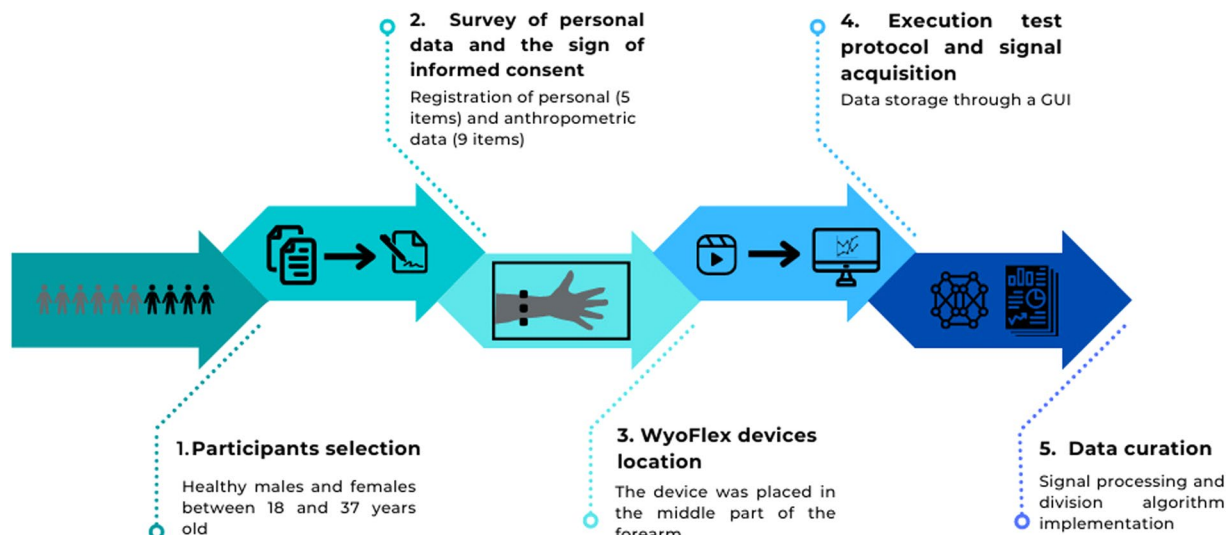 2. Survey of personal
data and the sign of
informed consent
Registration of personal (5
items) and anthropometric
data (9 items)
4. Execution test
protocol and signal
acquisition
Data storage through a GUI
1.Participants selection
Healthy males and females
between 18 and 37 years
old
3. WyoFlex devices
location
The device was placed in
the middle part of the
forearm
5. Data curation
Signal processing and
division algorithm
implementation